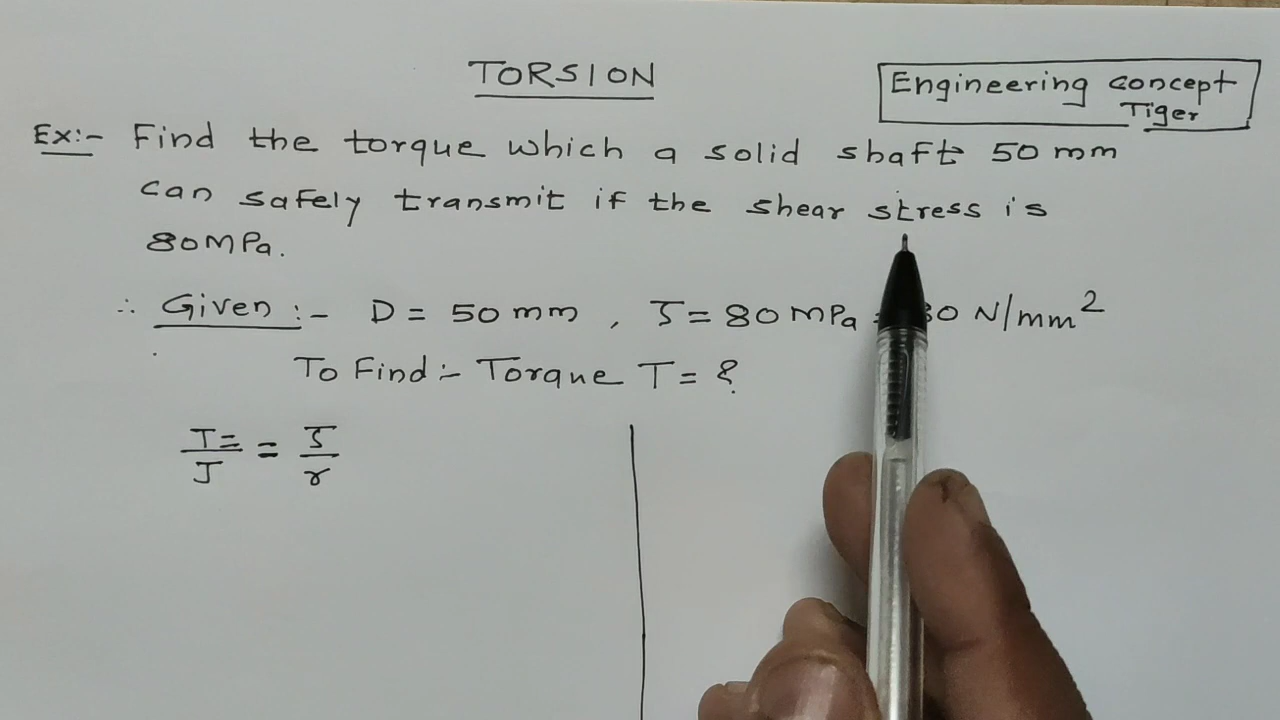 TORSION
Engineering concept
Tiger
Ex:- Find the torque which a solid shaft 50 mm
can safely transmit if the shear stress is
80MPa.
∴ Given :- D = 50 mm , τ = 80 MPa = 80 N/mm²
To Find :- Torque T = ?
T/J = τ/r